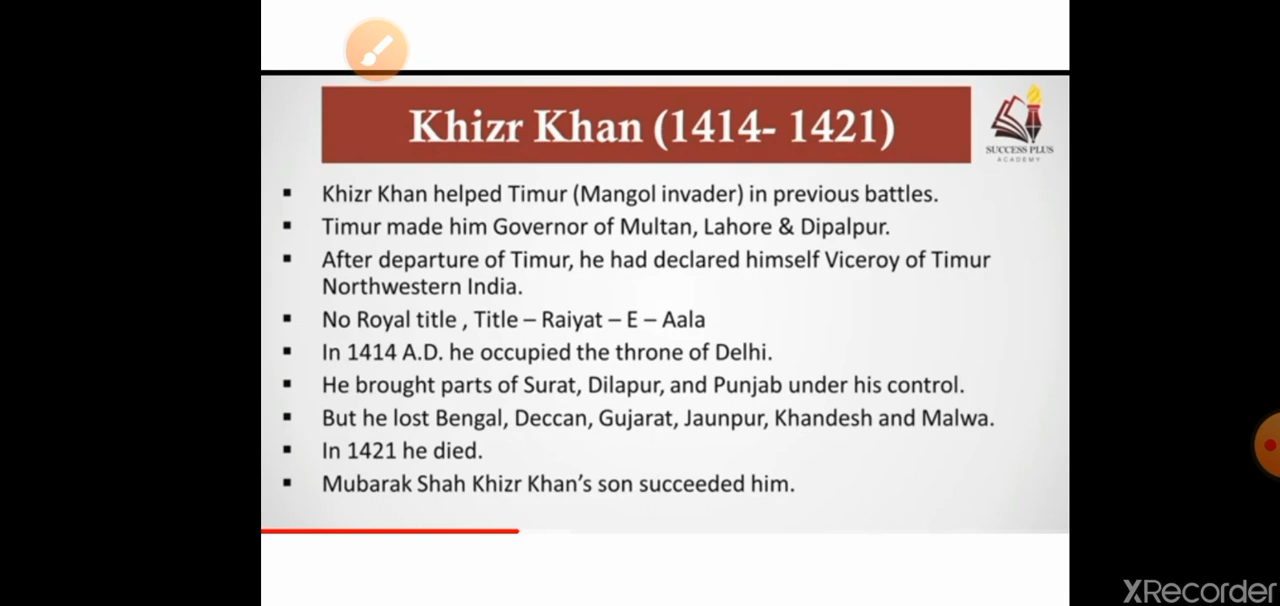 Khizr Khan (1414- 1421)
SUCCESS PLUS
ACADEMY
▪ Khizr Khan helped Timur (Mangol invader) in previous battles.
▪ Timur made him Governor of Multan, Lahore & Dipalpur.
▪ After departure of Timur, he had declared himself Viceroy of Timur
Northwestern India.
▪ No Royal title , Title – Raiyat – E – Aala
▪ In 1414 A.D. he occupied the throne of Delhi.
▪ He brought parts of Surat, Dilapur, and Punjab under his control.
▪ But he lost Bengal, Deccan, Gujarat, Jaunpur, Khandesh and Malwa.
▪ In 1421 he died.
▪ Mubarak Shah Khizr Khan’s son succeeded him.
XRecorder